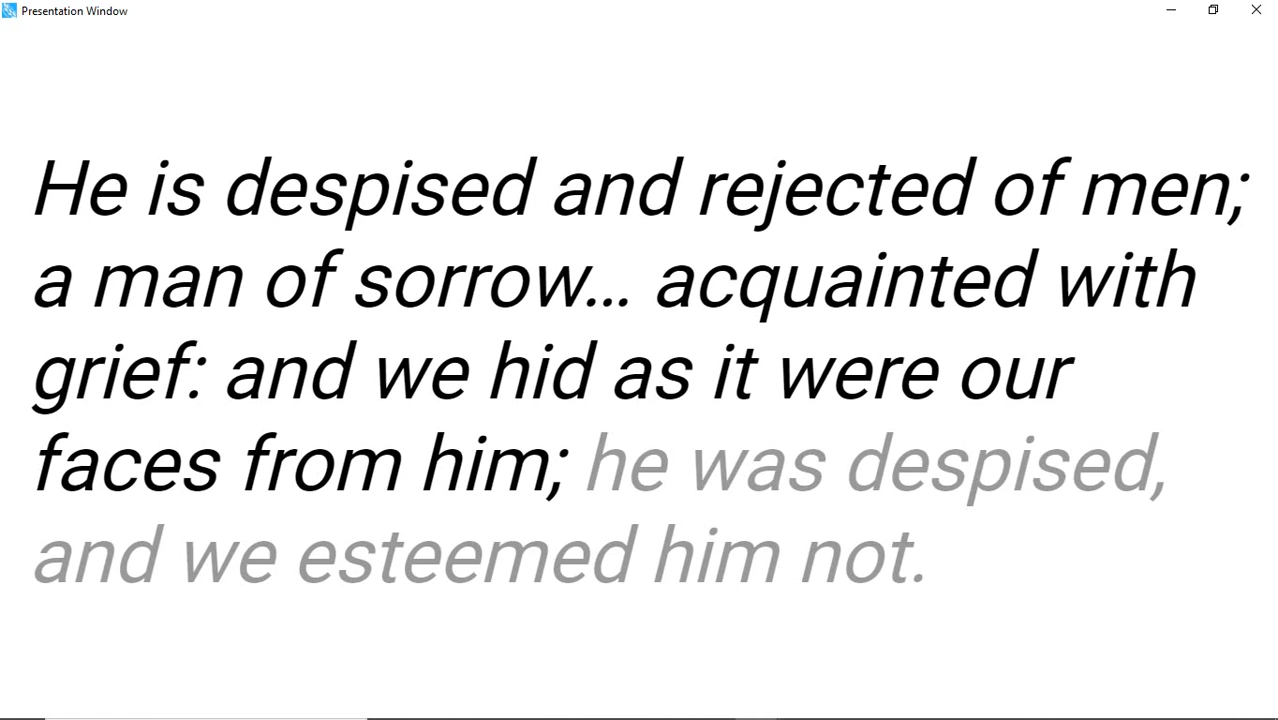 Presentation Window
He is despised and rejected of men;
a man of sorrow... acquainted with
grief: and we hid as it were our
faces from him; he was despised,
and we esteemed him not.